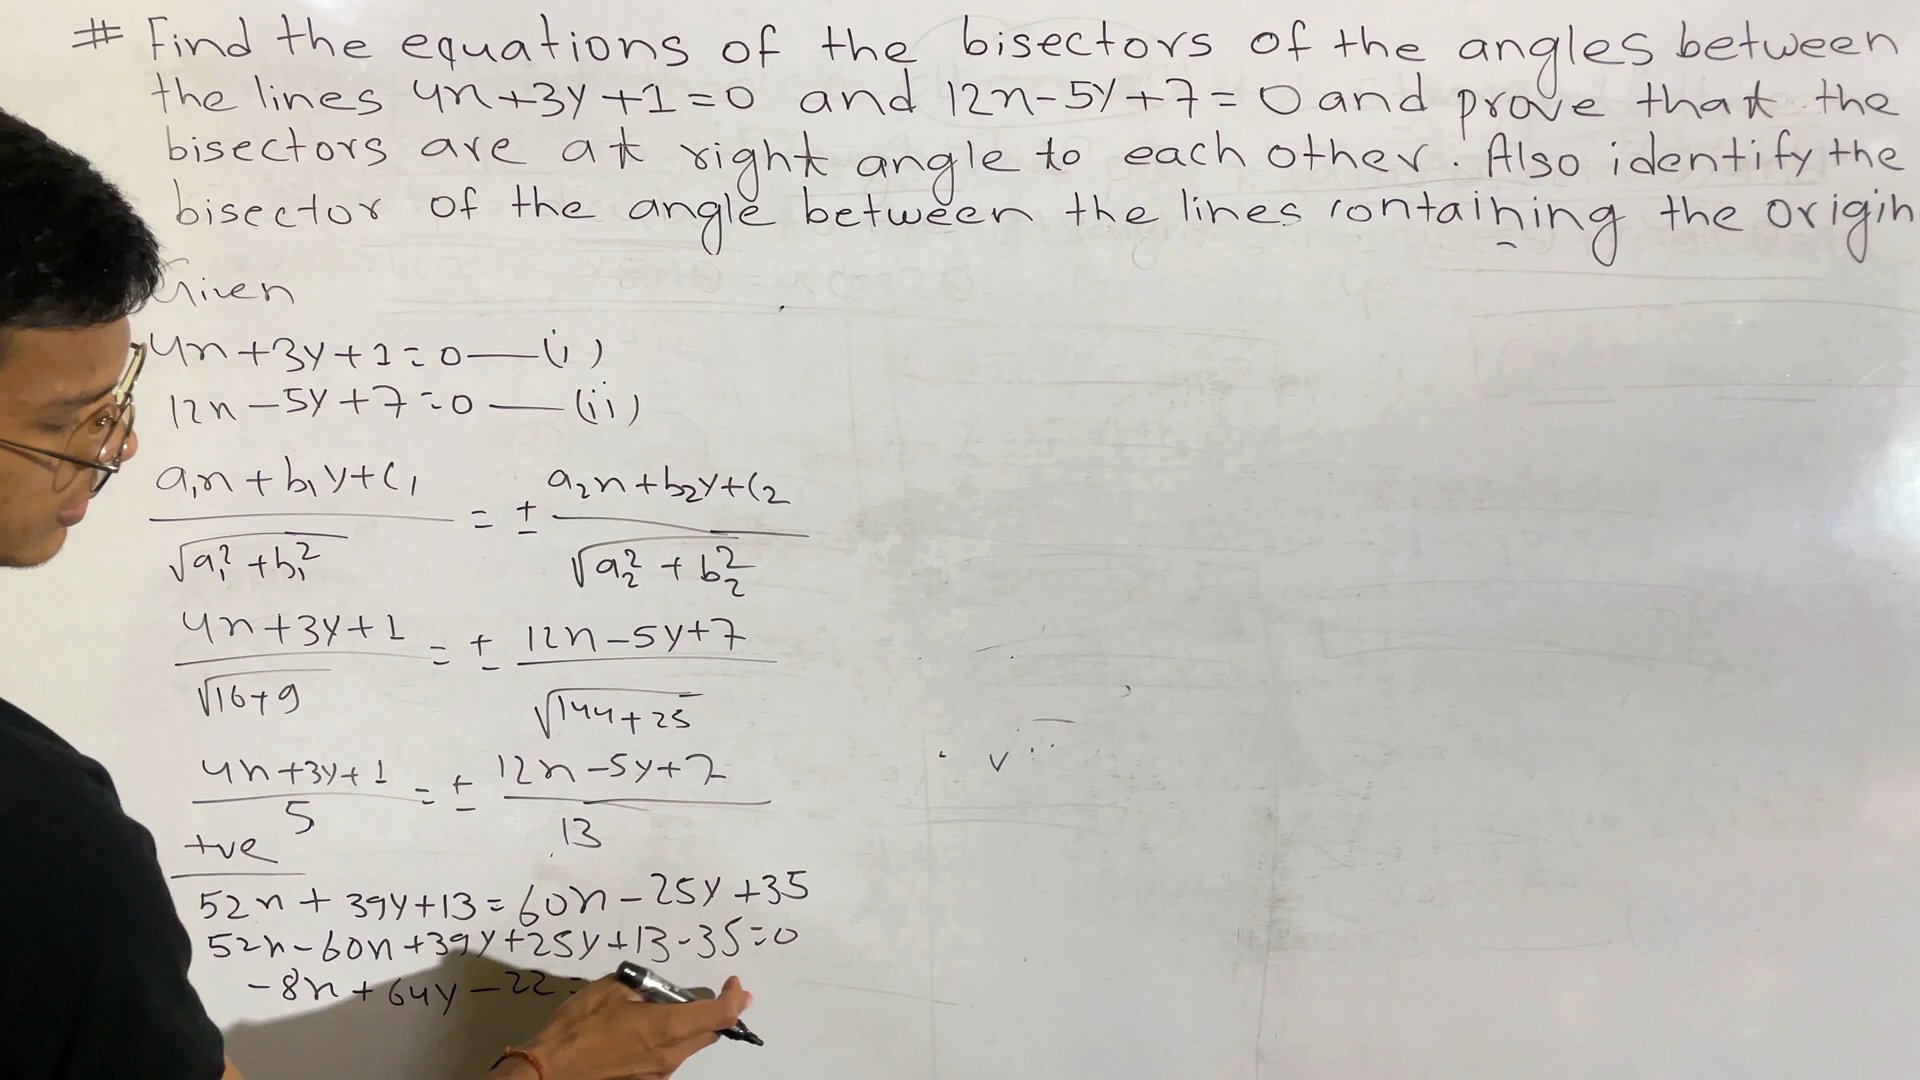 # Find the equations of the bisectors of the angles between
the lines 4x+3y+1=0 and 12x-5y+7=0 and prove that the
bisectors are at right angle to each other. Also identify the
bisector of the angle between the lines containing the origin
Given
4x+3y+1=0 — (i)
12x-5y+7=0 — (ii)
(a₁x+b₁y+c₁)/√(a₁²+b₁²) = ± (a₂x+b₂y+c₂)/√(a₂²+b₂²)
(4x+3y+1)/√(16+9) = ± (12x-5y+7)/√(144+25)
(4x+3y+1)/5 = ± (12x-5y+7)/13
+ve
52x+39y+13=60x-25y+35
52x-60x+39y+25y+13-35=0
-8x+64y-22=